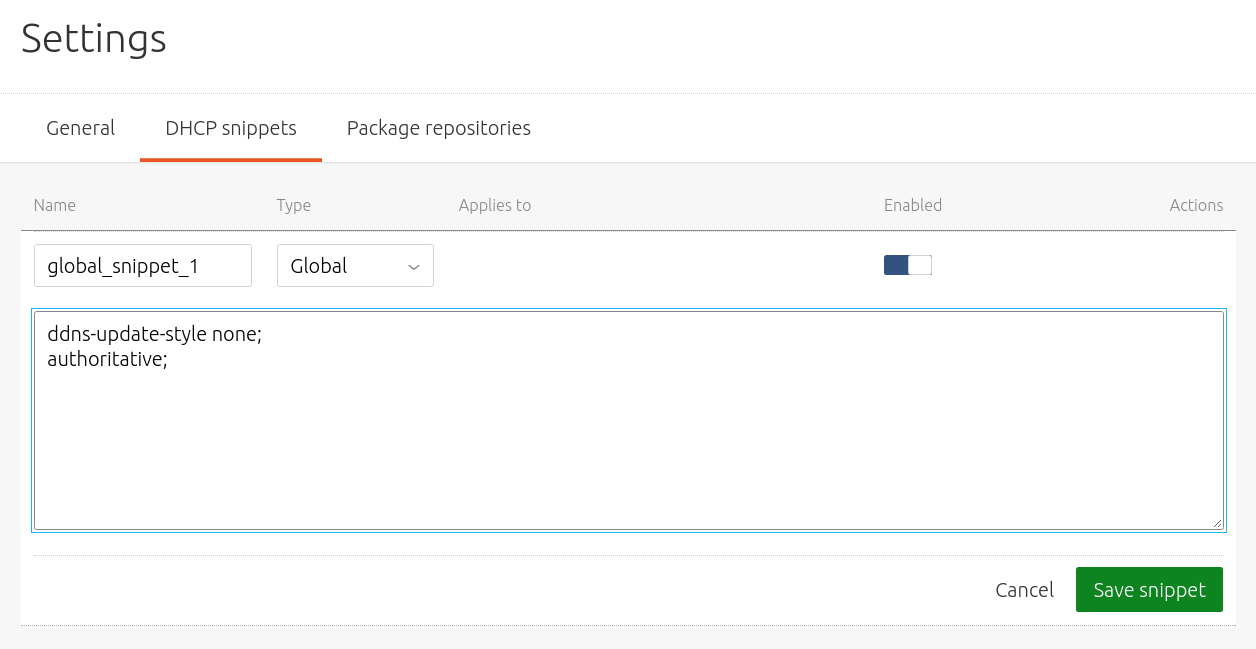 Settings
General DHCP snippets Package repositories
Name Type Applies to Enabled Actions
global_snippet_1 Global
ddns-update-style none;
authoritative;
Cancel Save snippet